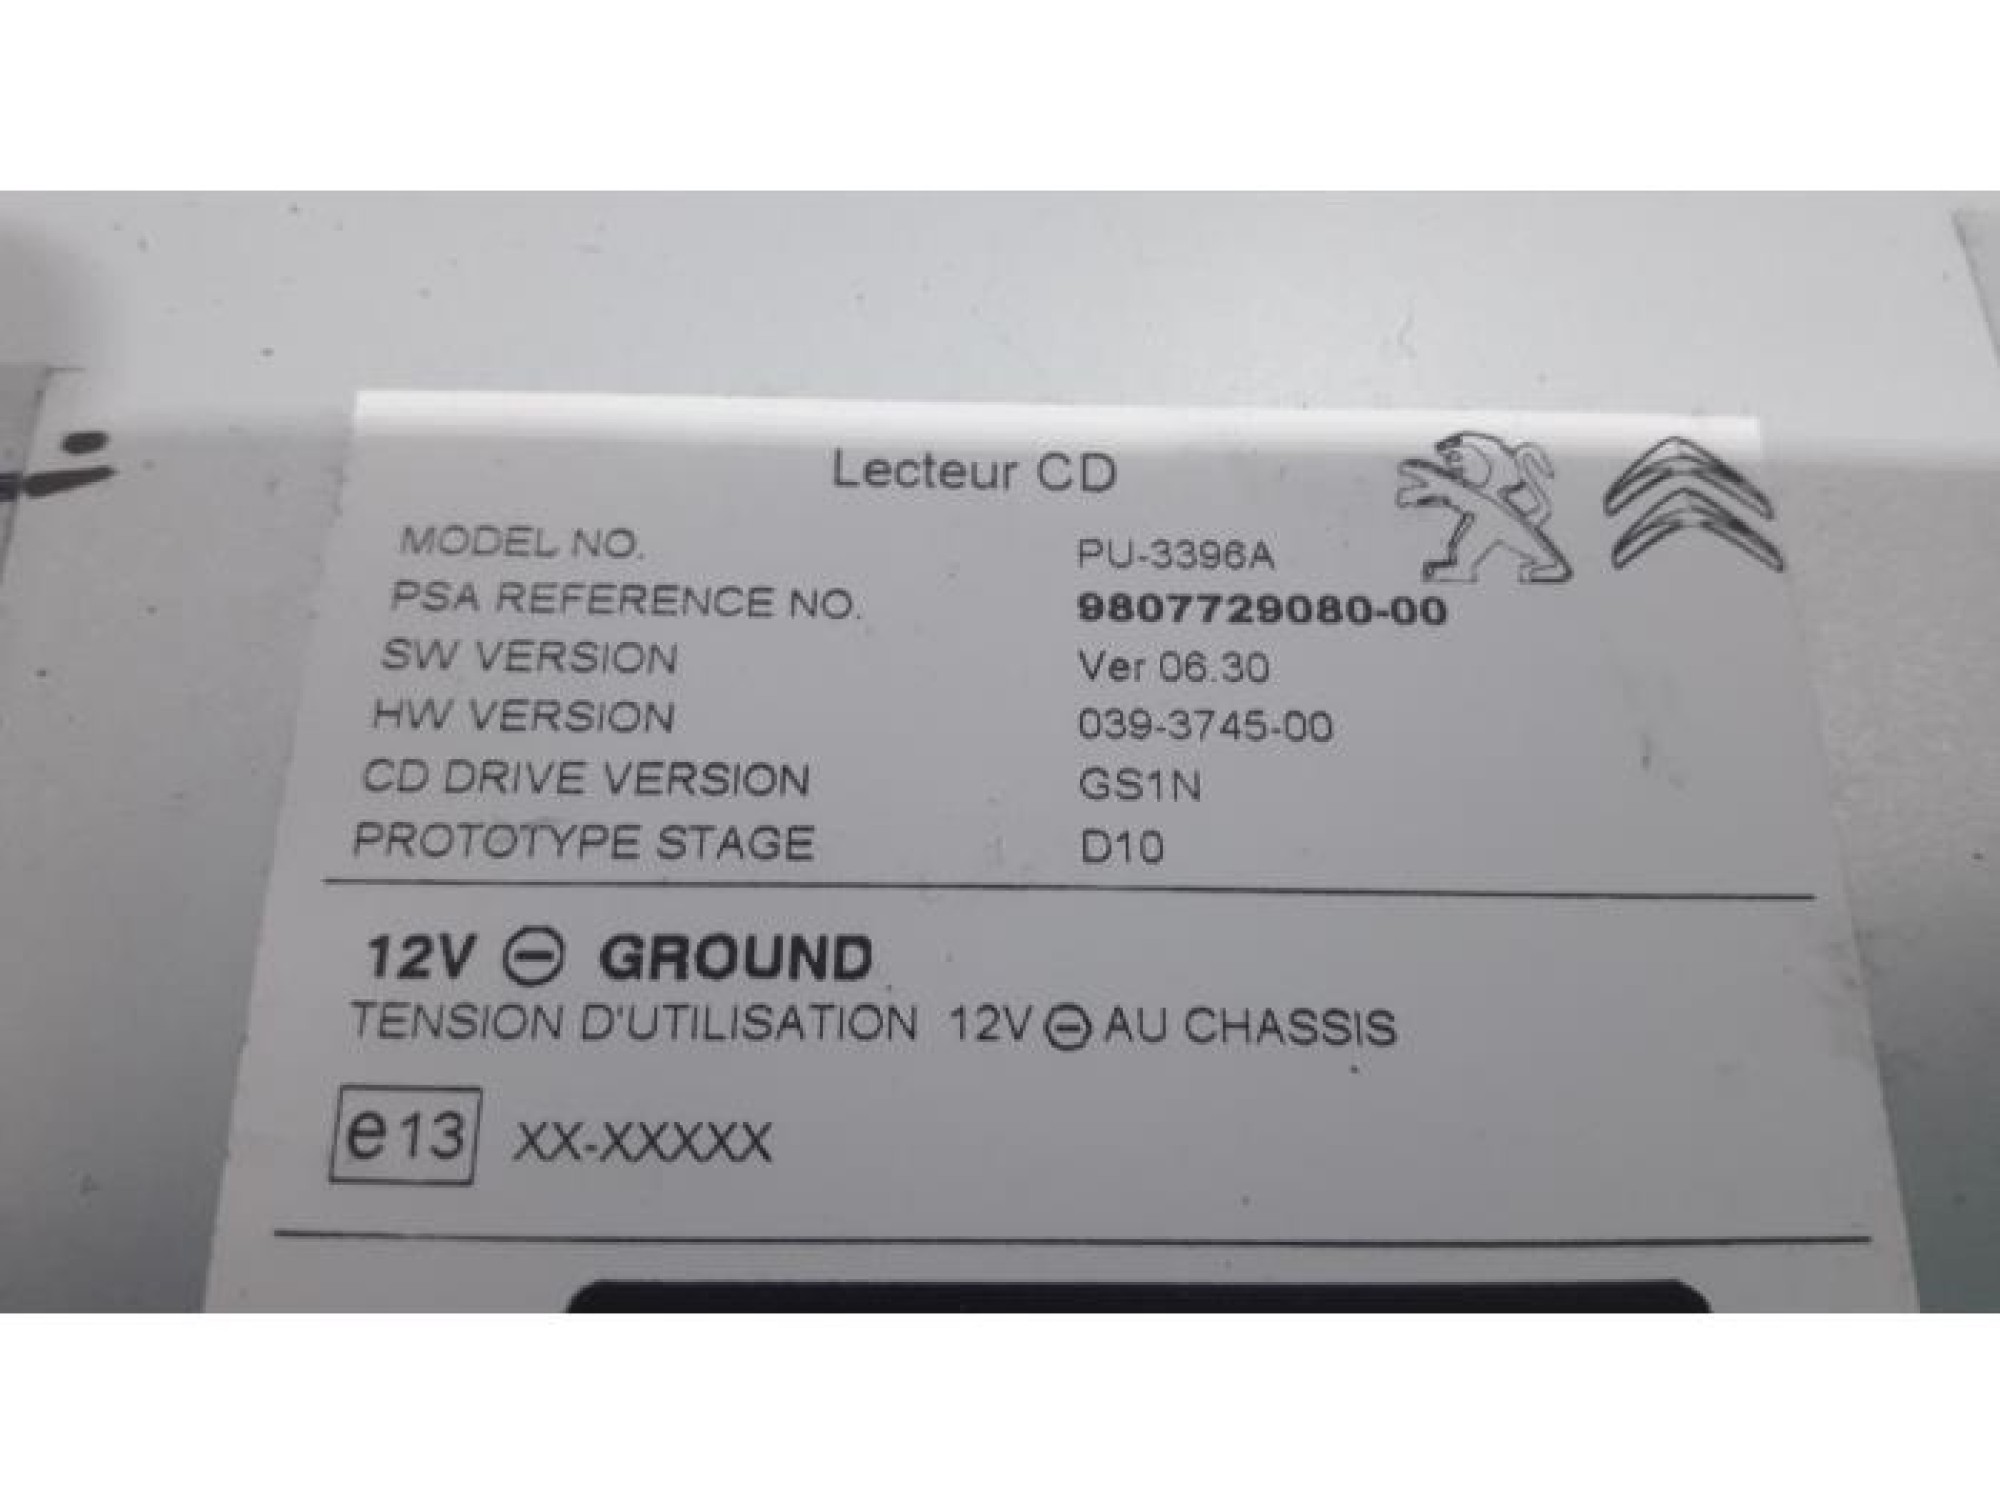 Lecteur CD
MODEL NO. PU-3396A
PSA REFERENCE NO. 9807729080-00
SW VERSION Ver 06.30
HW VERSION 039-3745-00
CD DRIVE VERSION GS1N
PROTOTYPE STAGE D10
12V ⊖ GROUND
TENSION D'UTILISATION 12V ⊖ AU CHASSIS
e13 XX-XXXXX